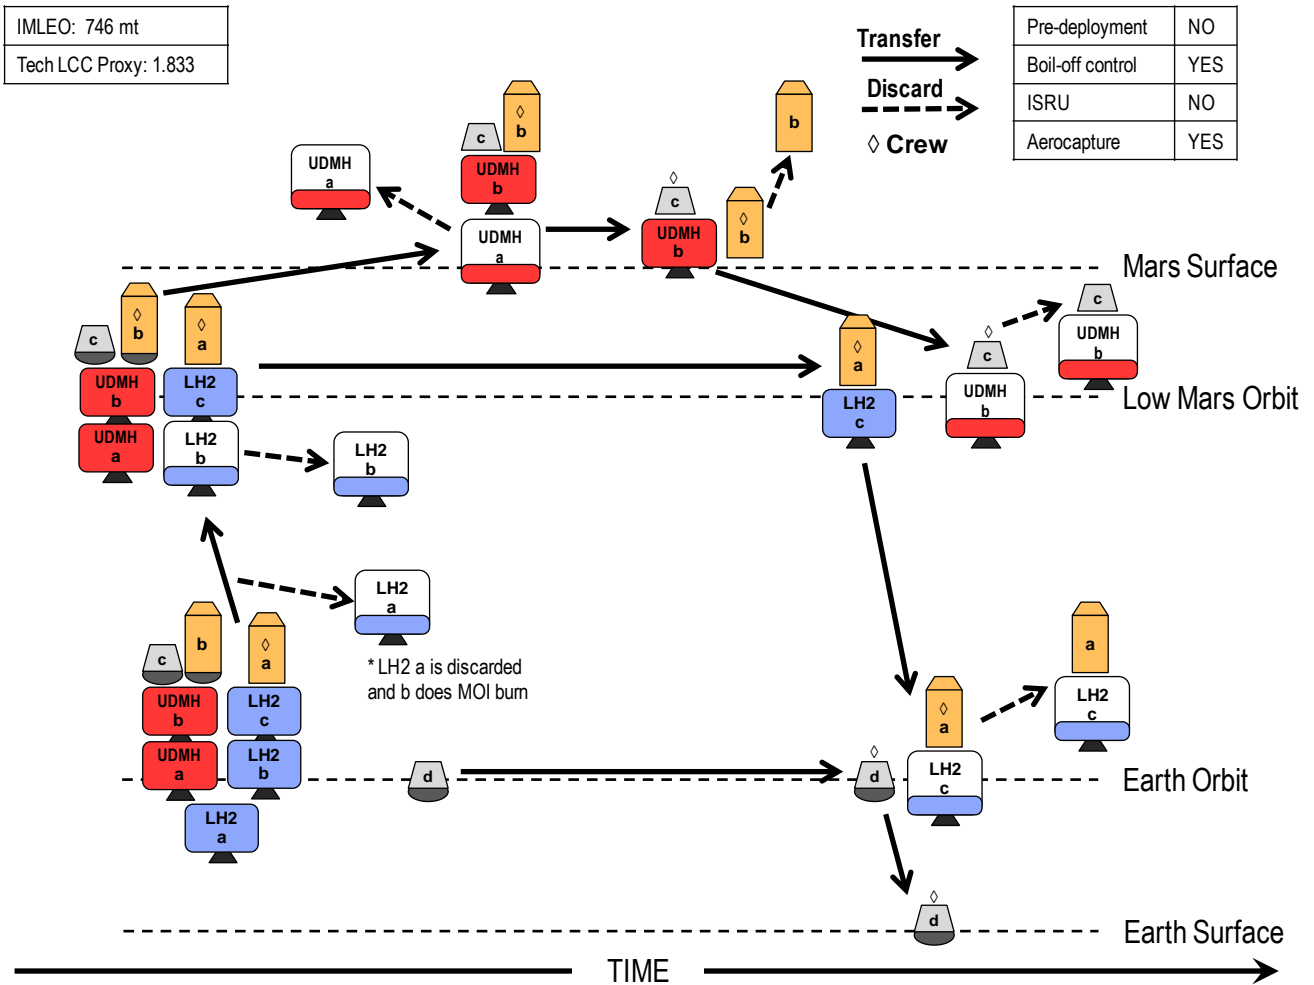 IMLEO: 746 mt
Tech LCC Proxy: 1.833
Transfer
Discard
◊ Crew
Pre-deployment NO
Boil-off control YES
ISRU NO
Aerocapture YES
UDMH
a
c
◊
b
UDMH
b
UDMH
a
◊
c
UDMH
b
◊
b
b
Mars Surface
c
◊
b
◊
a
UDMH
b
LH2
c
UDMH
a
LH2
b
LH2
b
◊
a
LH2
c
◊
c
UDMH
b
c
UDMH
b
Low Mars Orbit
LH2
a
* LH2 a is discarded
and b does MOI burn
c
b
◊
a
UDMH
b
LH2
c
UDMH
a
LH2
b
LH2
a
d
◊
d
◊
a
LH2
c
a
LH2
c
Earth Orbit
◊
d
Earth Surface
TIME